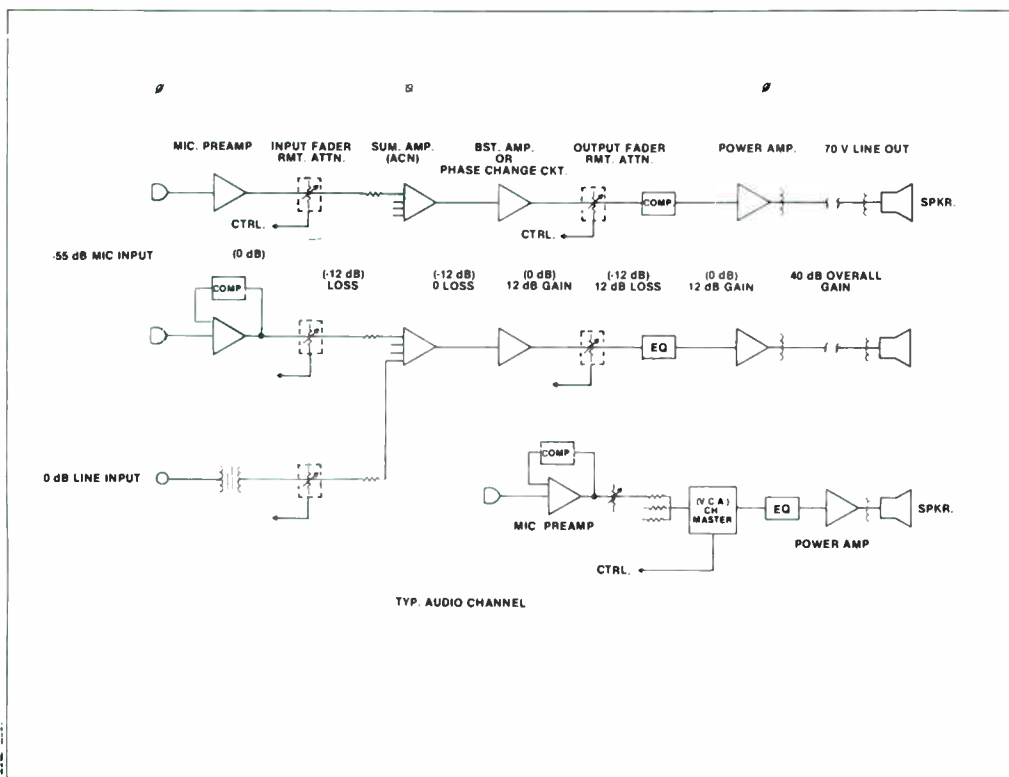 MIC. PREAMP
INPUT FADER
RMT. ATTN.
SUM. AMP.
(ACN)
BST. AMP.
OR
PHASE CHANGE CKT.
OUTPUT FADER
RMT. ATTN.
POWER AMP.
70 V LINE OUT
COMP
SPKR.
CTRL.
CTRL.
-55 dB MIC INPUT
(0 dB)
(-12 dB)
LOSS
(-12 dB)
0 LOSS
(0 dB)
12 dB GAIN
(-12 dB)
12 dB LOSS
(0 dB)
12 dB GAIN
40 dB OVERALL
GAIN
COMP
EQ
0 dB LINE INPUT
COMP
MIC PREAMP
(V C A)
CH
MASTER
EQ
SPKR.
POWER AMP
CTRL.
TYP. AUDIO CHANNEL